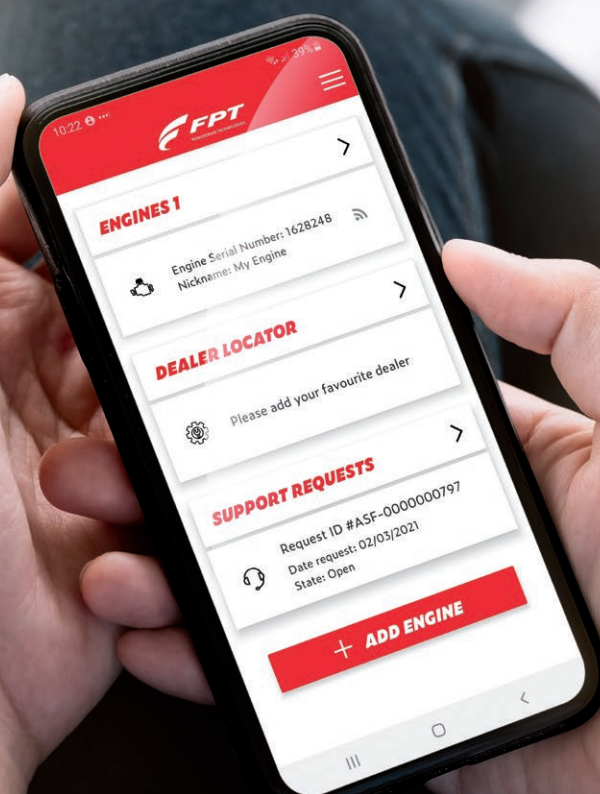 10:22
39%
FPT
POWERTRAIN TECHNOLOGIES
ENGINES 1
Engine Serial Number: 1628248
Nickname: My Engine
DEALER LOCATOR
Please add your favourite dealer
SUPPORT REQUESTS
Request ID #ASF-0000000797
Date request: 02/03/2021
State: Open
+ ADD ENGINE